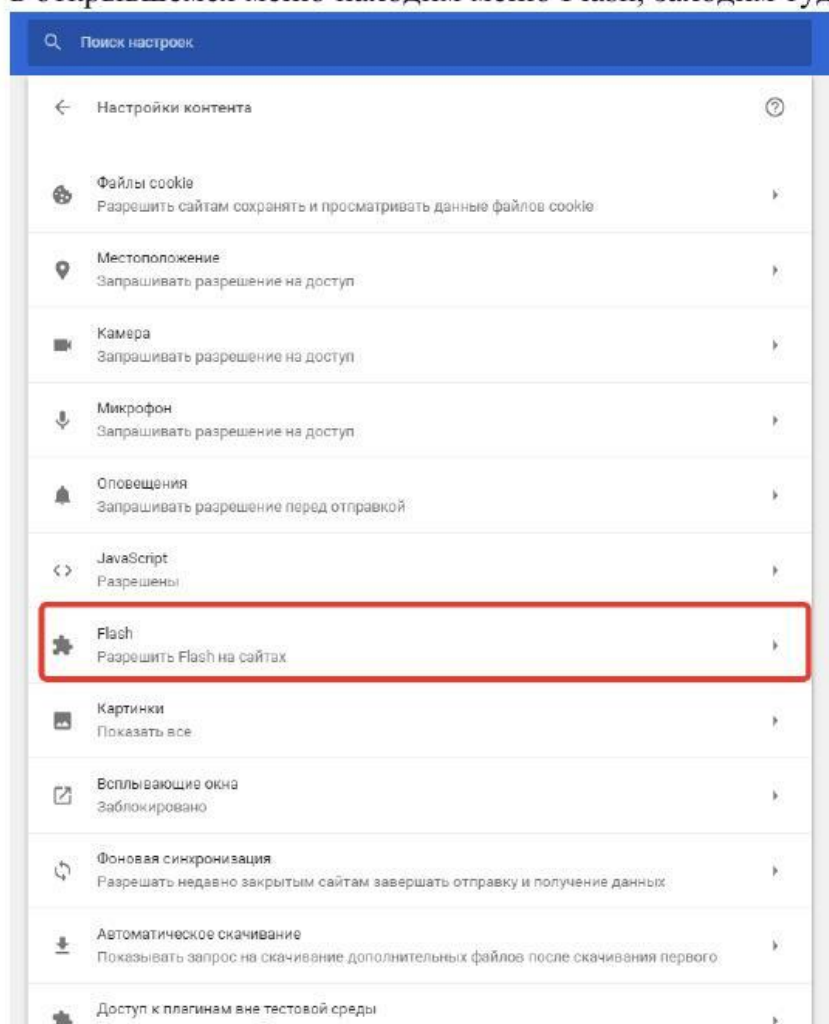 Поиск настроек
Настройки контента
Файлы cookie
Разрешить сайтам сохранять и просматривать данные файлов cookie
Местоположение
Запрашивать разрешение на доступ
Камера
Запрашивать разрешение на доступ
Микрофон
Запрашивать разрешение на доступ
Оповещения
Запрашивать разрешение перед отправкой
JavaScript
Разрешены
Flash
Разрешить Flash на сайтах
Картинки
Показать все
Всплывающие окна
Заблокировано
Фоновая синхронизация
Разрешать недавно закрытым сайтам завершать отправку и получение данных
Автоматическое скачивание
Показывать запрос на скачивание дополнительных файлов после скачивания первого
Доступ к плагинам вне тестовой среды